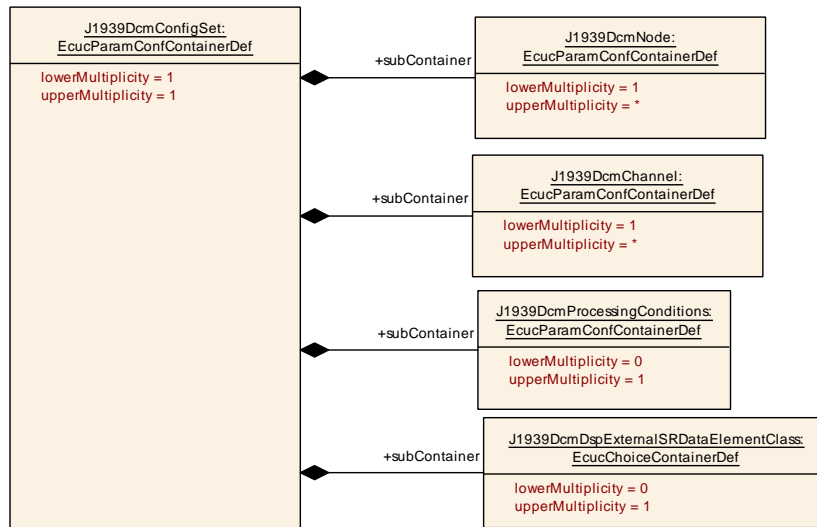 J1939DcmConfigSet:
EcucParamConfContainerDef
lowerMultiplicity = 1
upperMultiplicity = 1
+subContainer
J1939DcmNode:
EcucParamConfContainerDef
lowerMultiplicity = 1
upperMultiplicity = *
+subContainer
J1939DcmChannel:
EcucParamConfContainerDef
lowerMultiplicity = 1
upperMultiplicity = *
+subContainer
J1939DcmProcessingConditions:
EcucParamConfContainerDef
lowerMultiplicity = 0
upperMultiplicity = 1
+subContainer
J1939DcmDspExternalSRDataElementClass:
EcucChoiceContainerDef
lowerMultiplicity = 0
upperMultiplicity = 1